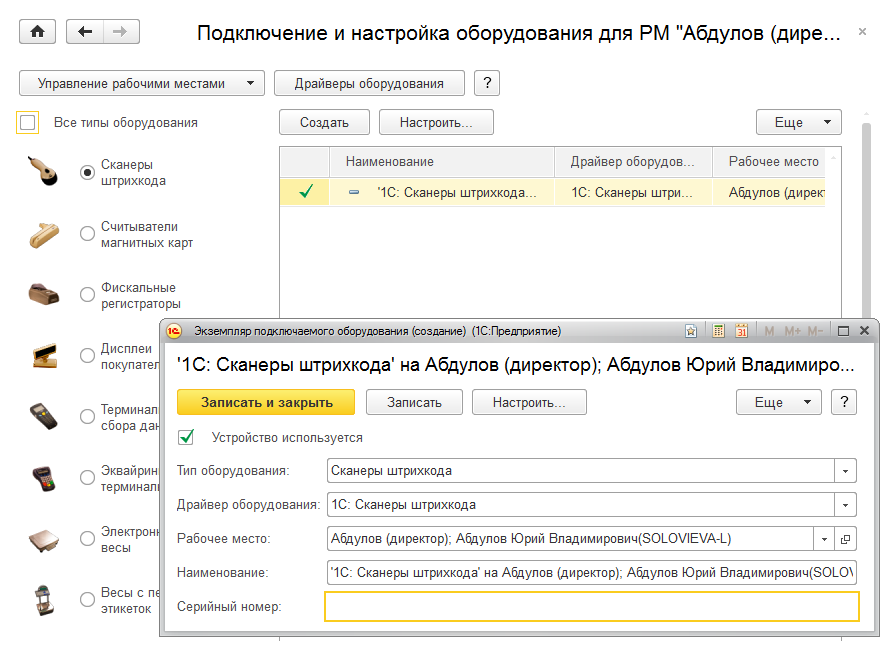 Подключение и настройка оборудования для РМ "Абдулов (дире...
Управление рабочими местами
Драйверы оборудования
?
Все типы оборудования
Создать
Настроить...
Еще
Наименование
Драйвер оборудов...
Рабочее место
'1С: Сканеры штрихкода...
1С: Сканеры штри...
Абдулов (дирек
Сканеры
штрихкода
Считыватели
магнитных карт
Фискальные
регистраторы
Дисплеи
покупател
Терминал
сбора дан
Эквайрин
терминал
Электронн
весы
Весы с пе
этикеток
Экземпляр подключаемого оборудования (создание) (1С:Предприятие)
31
M M+ M-
'1С: Сканеры штрихкода' на Абдулов (директор); Абдулов Юрий Владимиро...
Записать и закрыть
Записать
Настроить...
Еще
?
Устройство используется
Тип оборудования:
Сканеры штрихкода
Драйвер оборудования:
1С: Сканеры штрихкода
Рабочее место:
Абдулов (директор); Абдулов Юрий Владимирович(SOLOVIEVA-L)
Наименование:
'1С: Сканеры штрихкода' на Абдулов (директор); Абдулов Юрий Владимирович(SOLOV
Серийный номер: